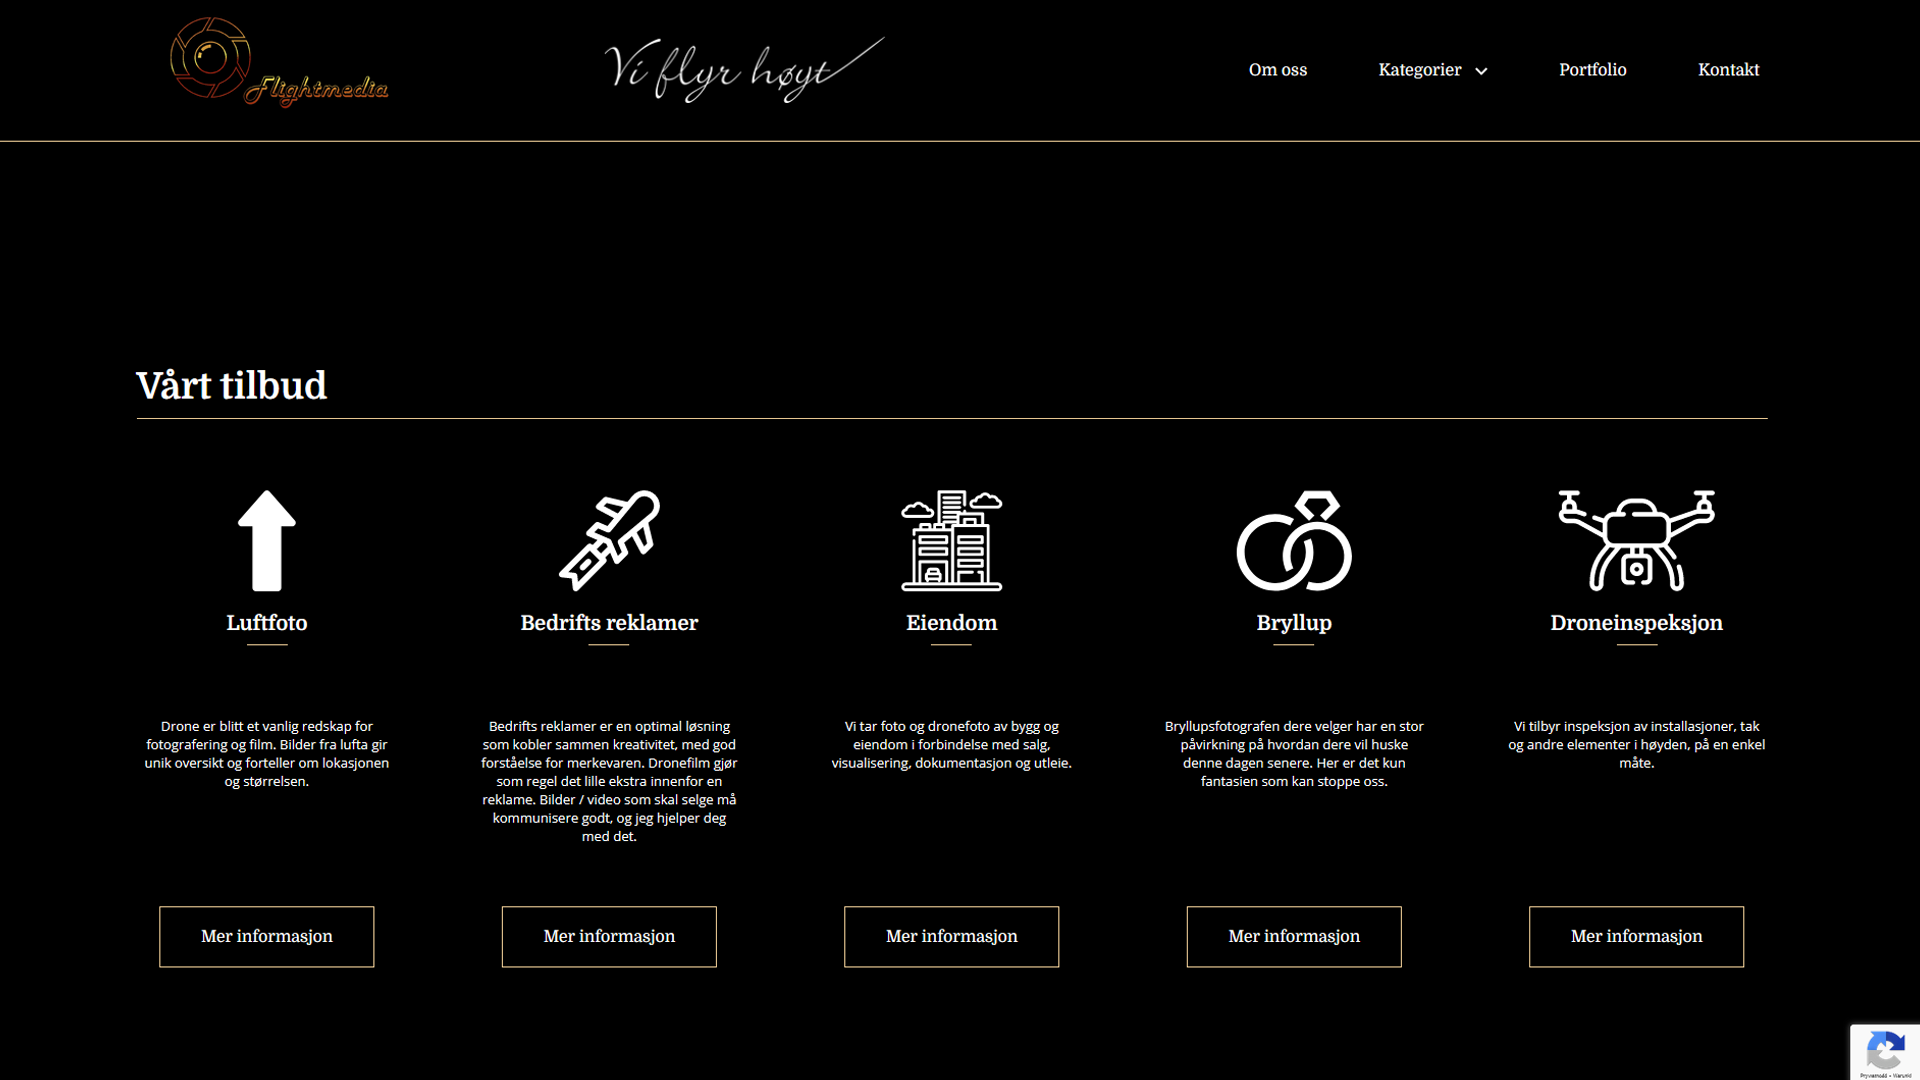 Flightmedia
Vi flyr høyt
Om oss
Kategorier
Portfolio
Kontakt
Vårt tilbud
Luftfoto
Drone er blitt et vanlig redskap for
fotografering og film. Bilder fra lufta gir
unik oversikt og forteller om lokasjonen
og størrelsen.
Mer informasjon
Bedrifts reklamer
Bedrifts reklamer er en optimal løsning
som kobler sammen kreativitet, med god
forståelse for merkevaren. Dronefilm gjør
som regel det lille ekstra innenfor en
reklame. Bilder / video som skal selge må
kommunisere godt, og jeg hjelper deg
med det.
Mer informasjon
Eiendom
Vi tar foto og dronefoto av bygg og
eiendom i forbindelse med salg,
visualisering, dokumentasjon og utleie.
Mer informasjon
Bryllup
Bryllupsfotografen dere velger har en stor
påvirkning på hvordan dere vil huske
denne dagen senere. Her er det kun
fantasien som kan stoppe oss.
Mer informasjon
Droneinspeksjon
Vi tilbyr inspeksjon av installasjoner, tak
og andre elementer i høyden, på en enkel
måte.
Mer informasjon